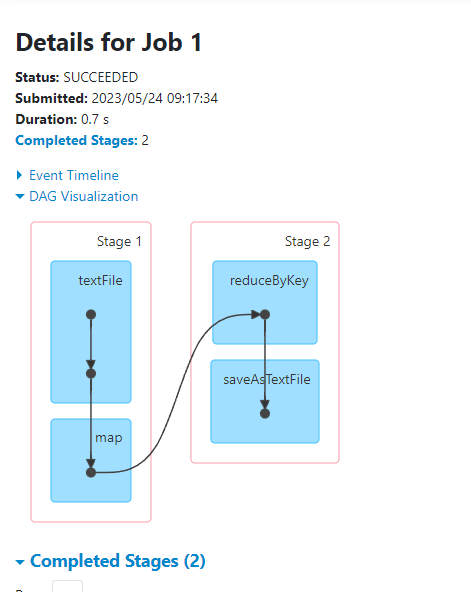 Details for Job 1
Status: SUCCEEDED
Submitted: 2023/05/24 09:17:34
Duration: 0.7 s
Completed Stages: 2
Event Timeline
DAG Visualization
Stage 1
textFile
map
Stage 2
reduceByKey
saveAsTextFile
Completed Stages (2)